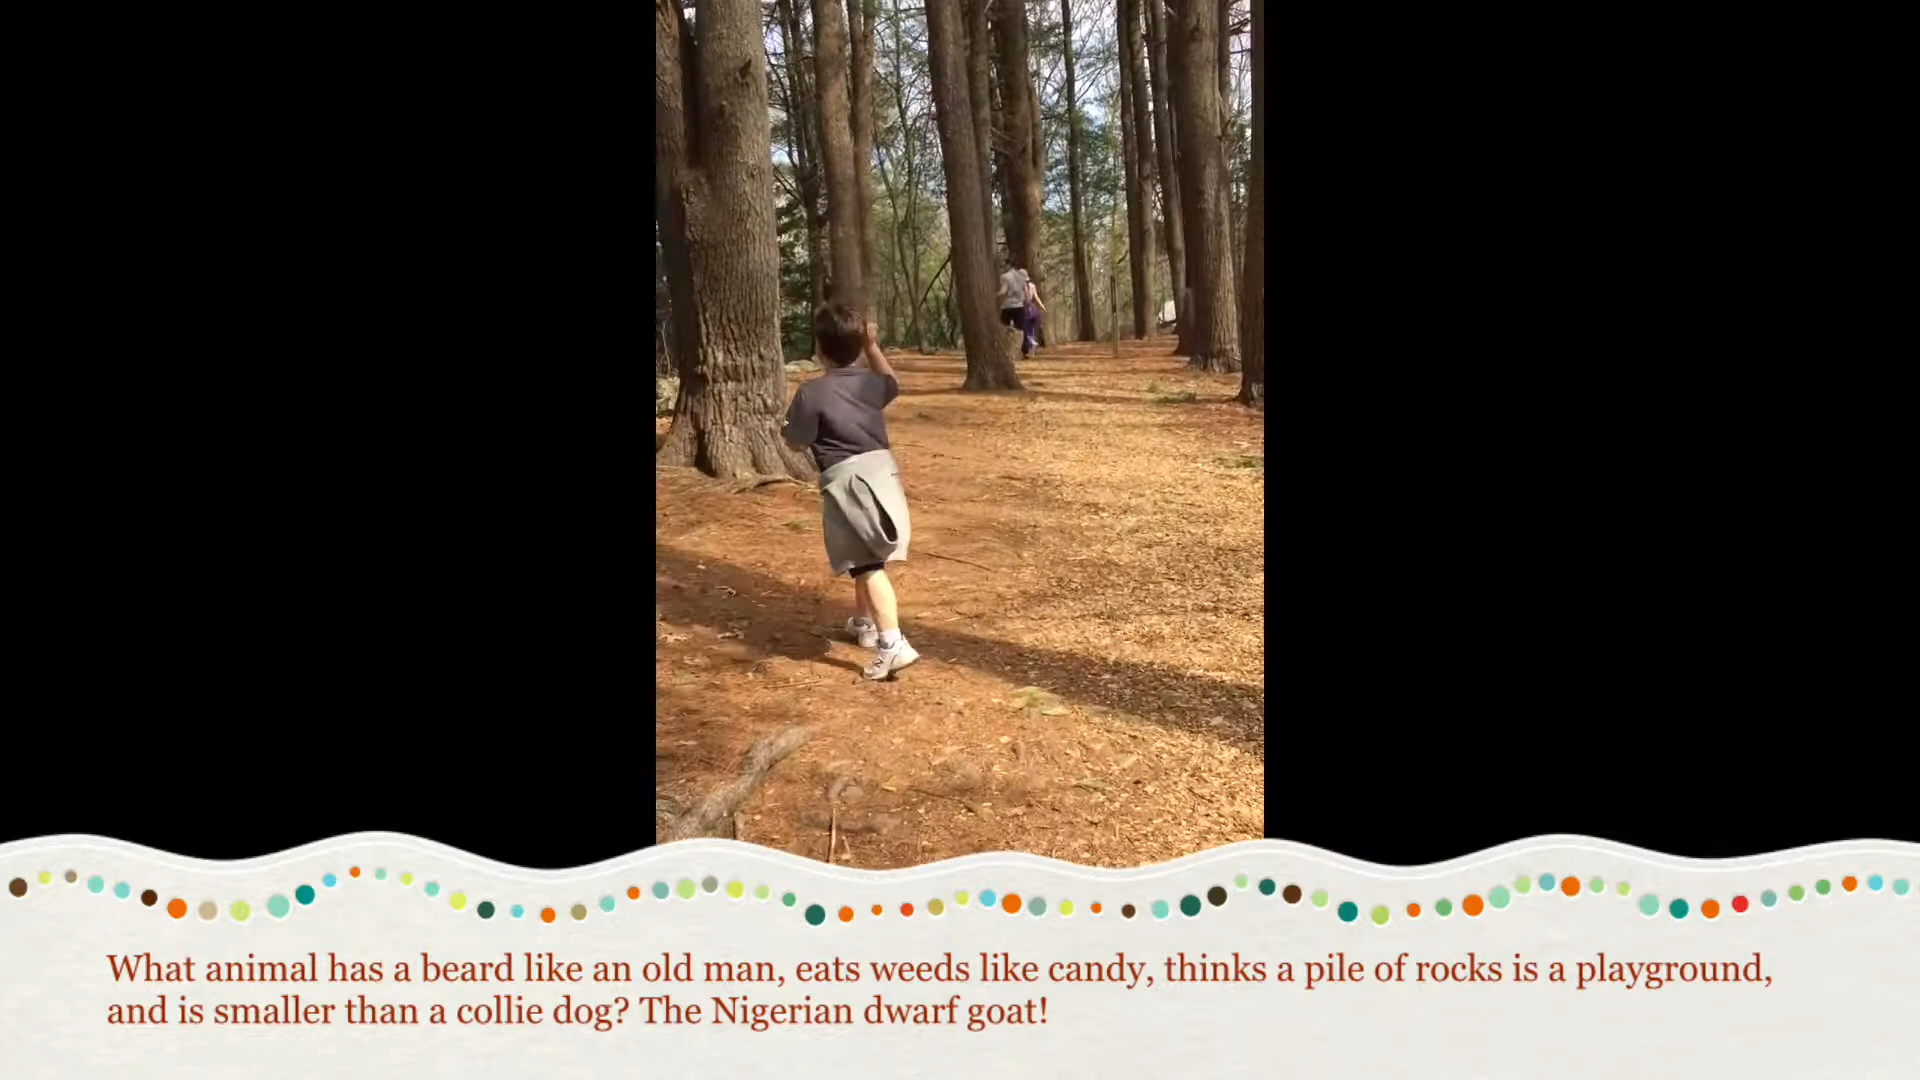 What animal has a beard like an old man, eats weeds like candy, thinks a pile of rocks is a playground,
and is smaller than a collie dog? The Nigerian dwarf goat!